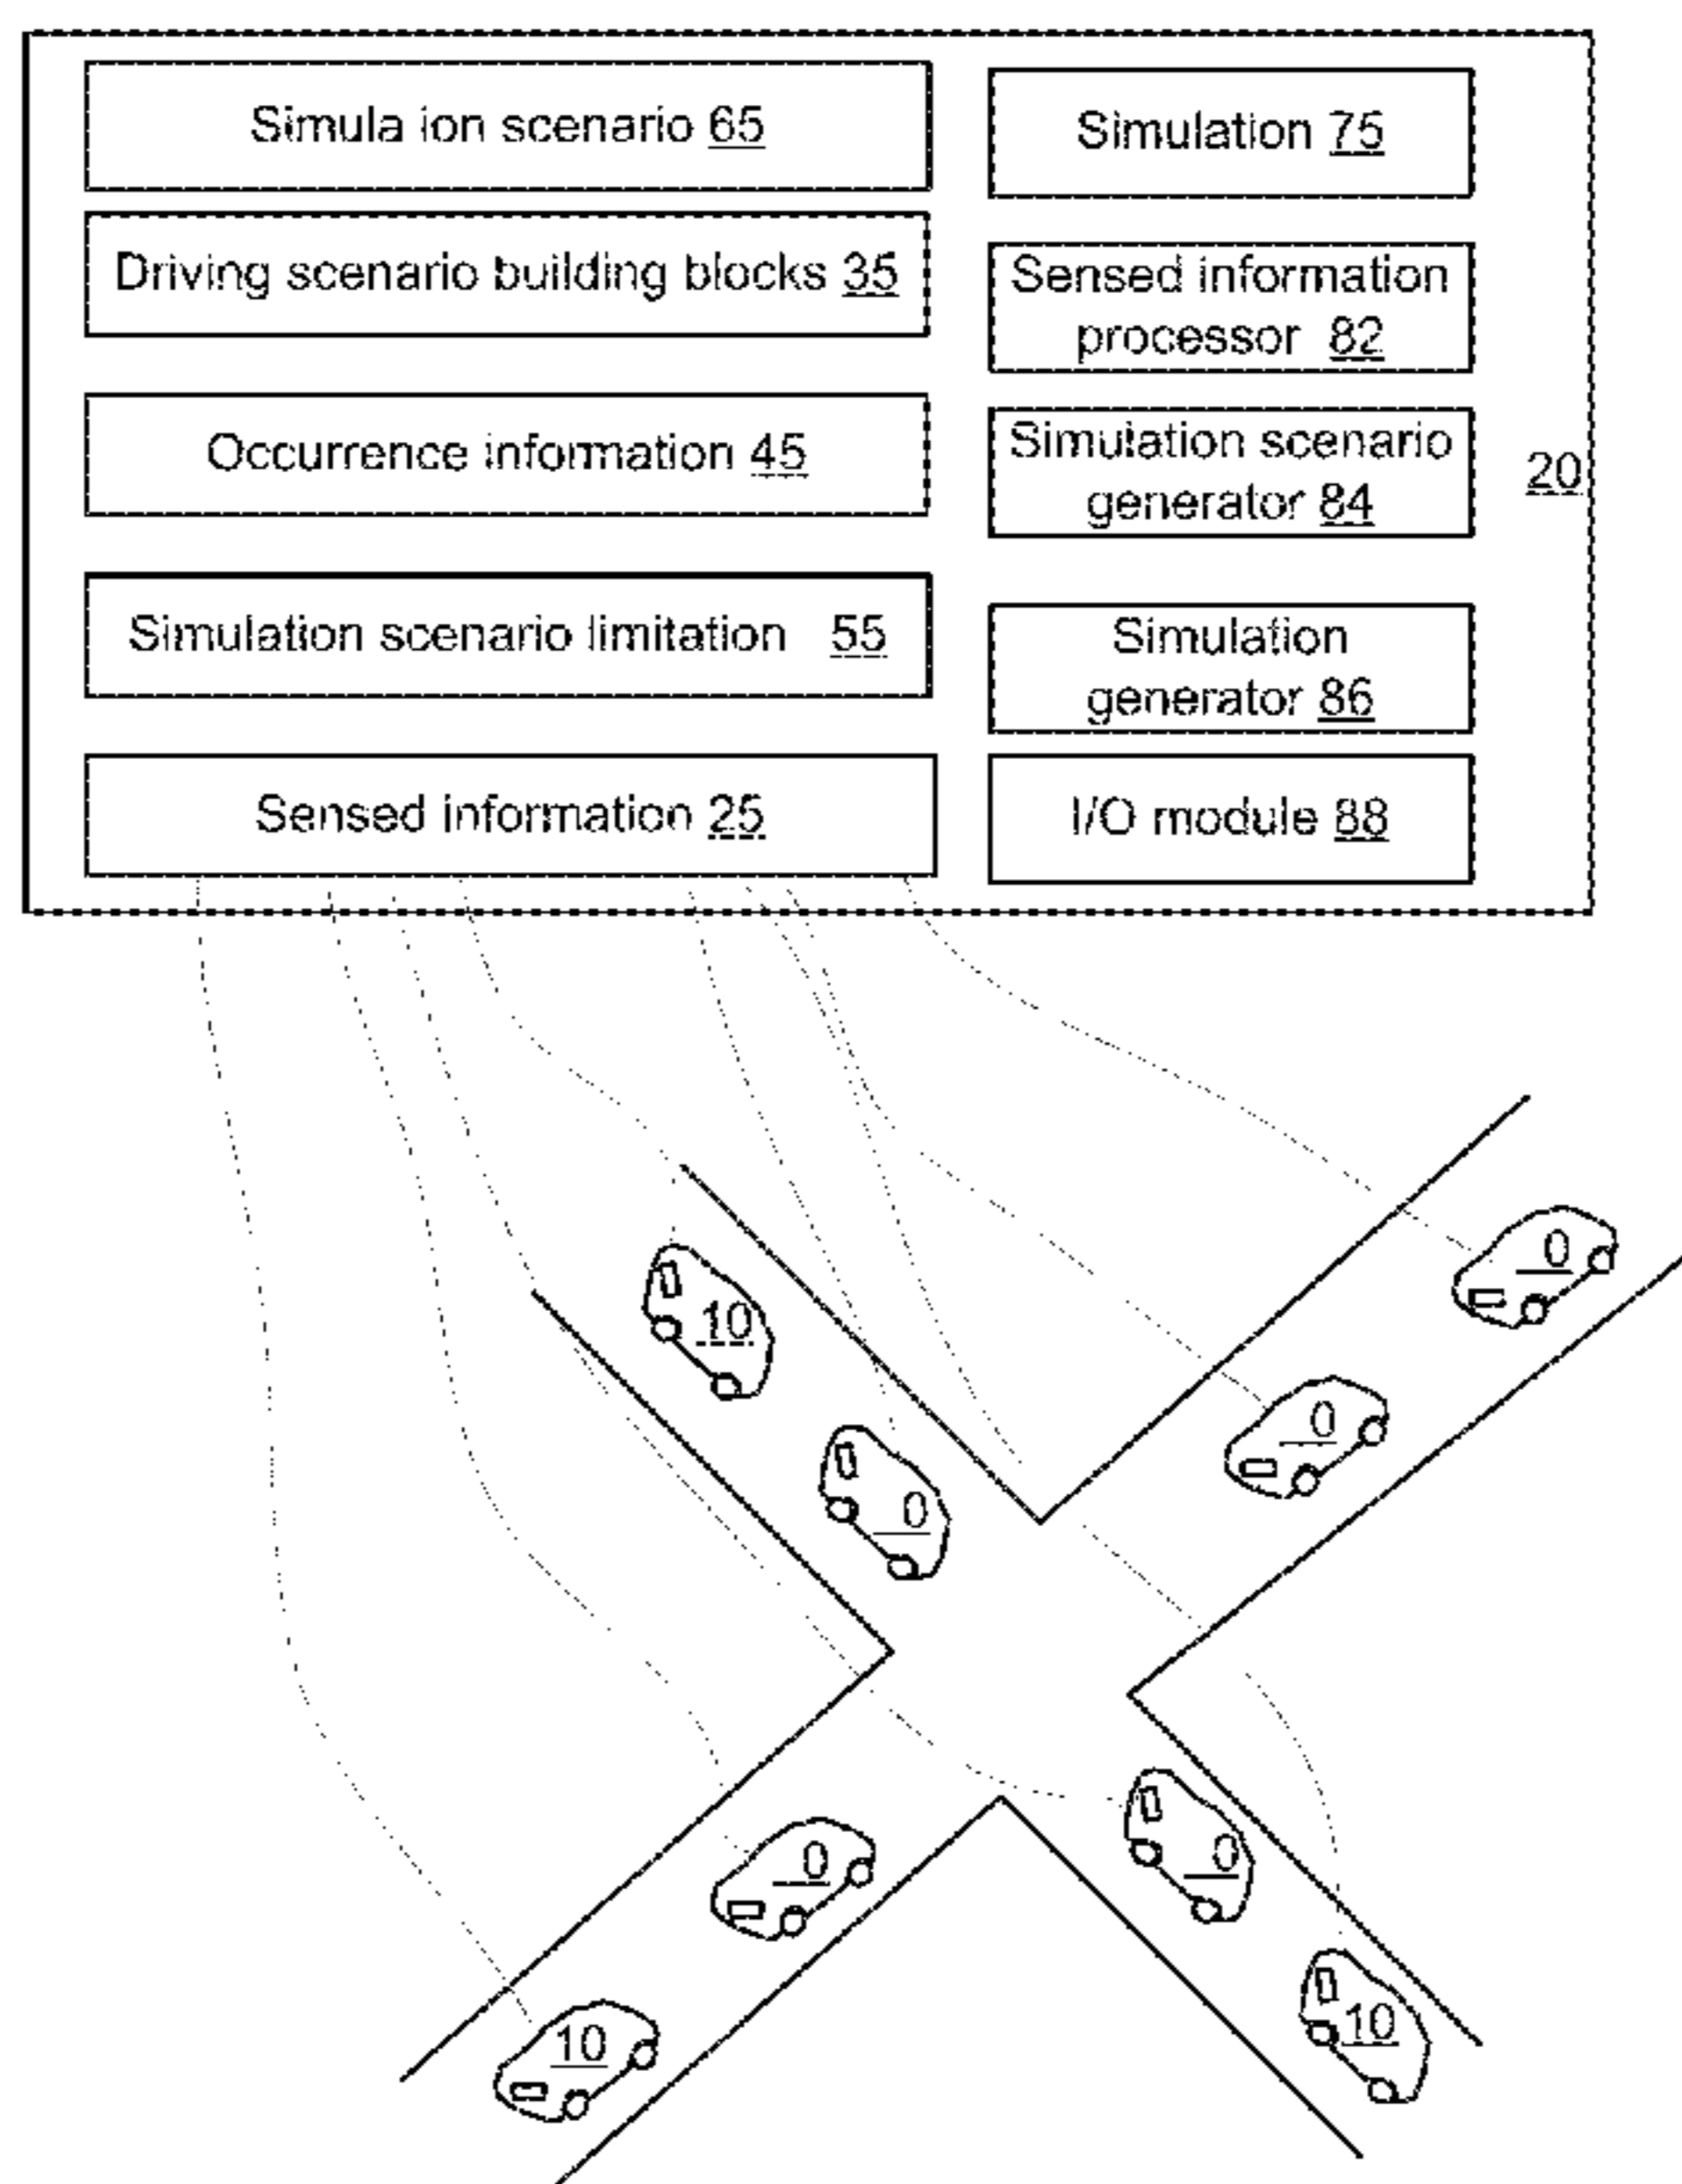 Simula ion scenario 65
Driving scenario building blocks 35
Occurrence information 45
Simulation scenario limitation 55
Sensed information 25
Simulation 75
Sensed information
processor 82
Simulation scenario
generator 84
Simulation
generator 86
I/O module 88
20
0
10
0
0
0
0
10
10